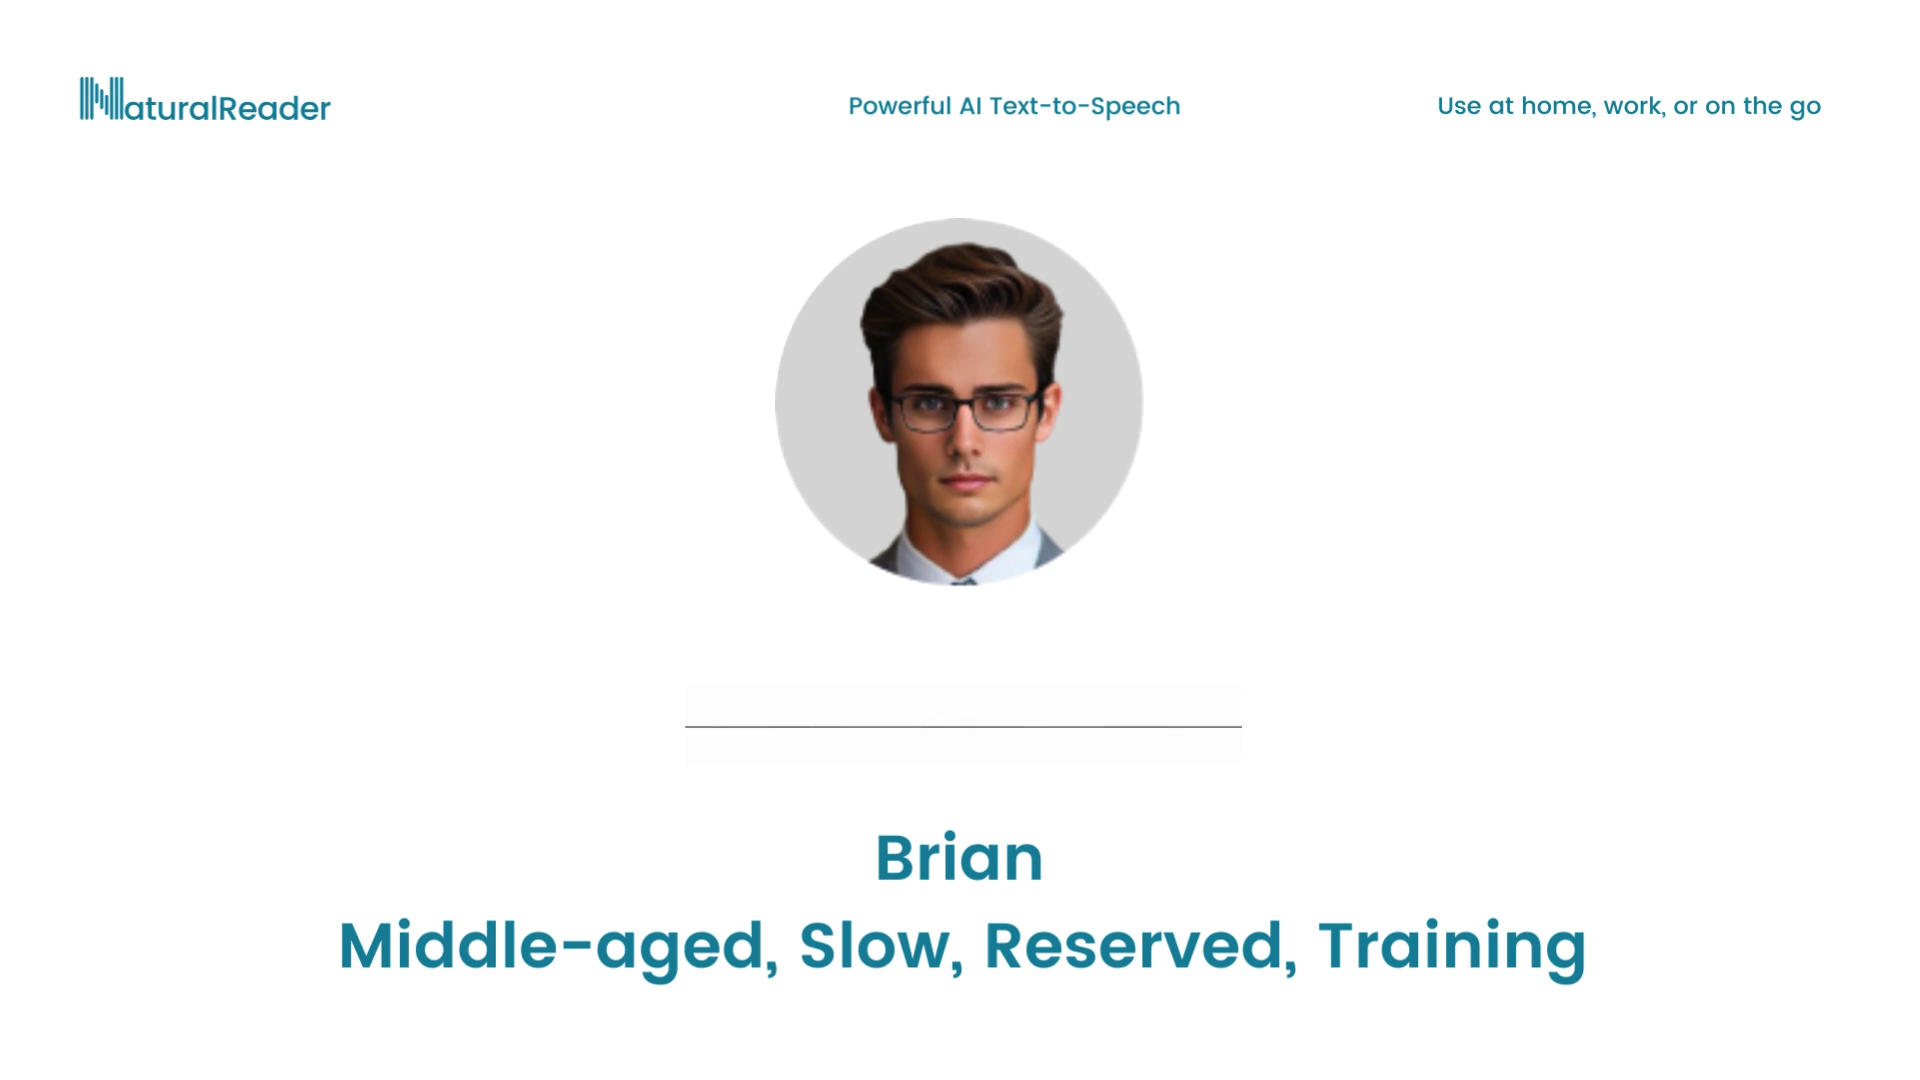 NaturalReader
Powerful AI Text-to-Speech
Use at home, work, or on the go
Brian
Middle-aged, Slow, Reserved, Training